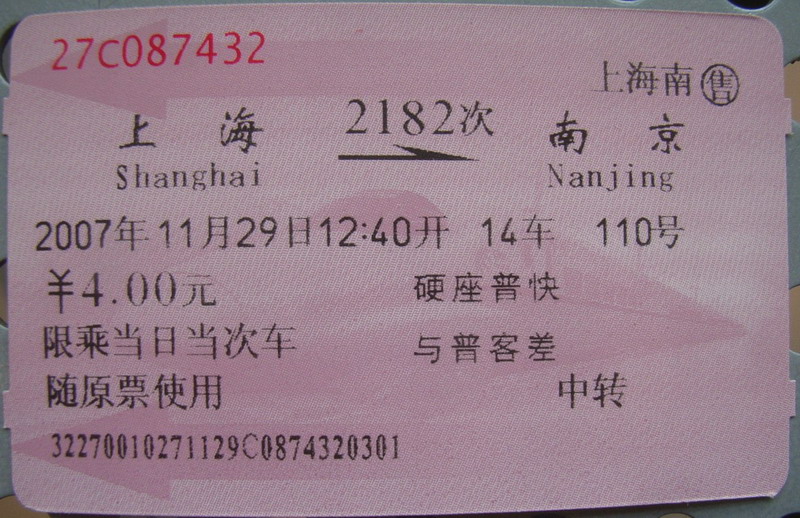 27C087432
上海南 售
上海 2182次 南京
Shanghai Nanjing
2007年11月29日12:40开 14车 110号
¥4.00元 硬座普快
限乘当日当次车 与普客差
随原票使用 中转
32270010271129C0874320301